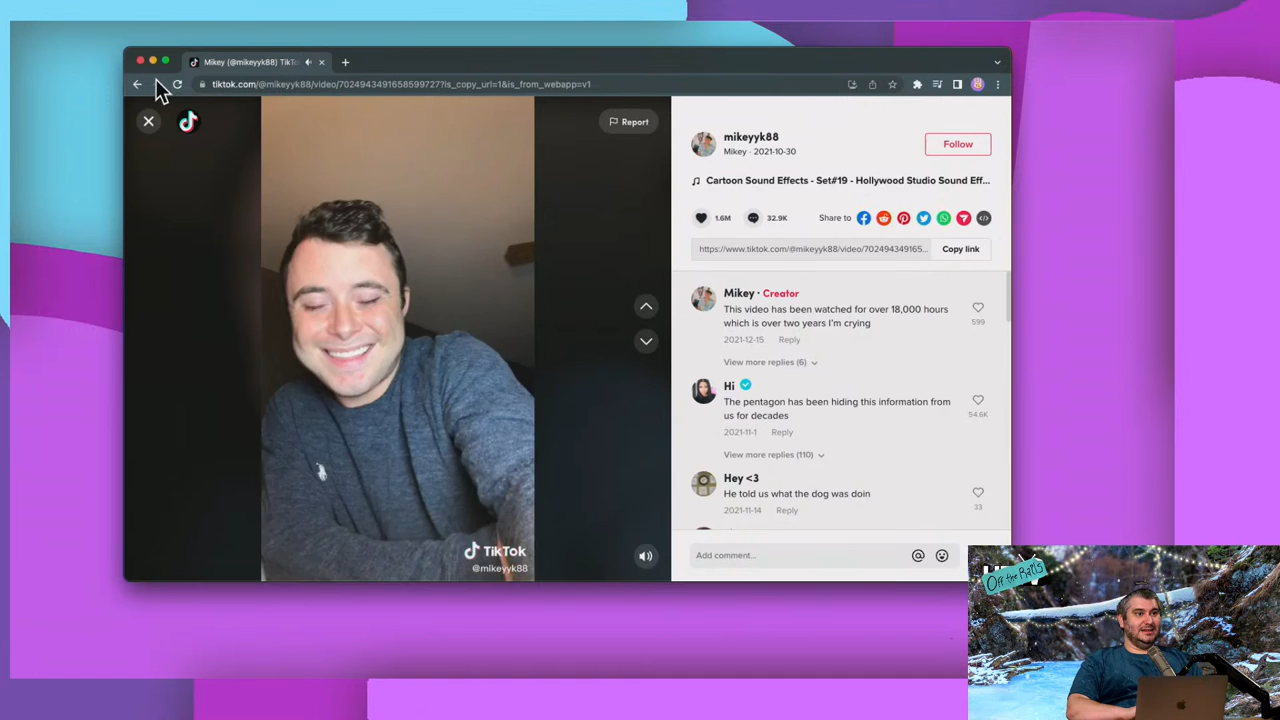 Mikey (@mikeyyk88) TikTo
tiktok.com/@mikeyyk88/video/7024943491658599727?is_copy_url=1&is_from_webapp=v1
Report
mikeyyk88
Mikey · 2021-10-30
Follow
Cartoon Sound Effects - Set#19 - Hollywood Studio Sound Eff...
1.6M
32.9K
Share to
https://www.tiktok.com/@mikeyyk88/video/702494349165...
Copy link
Mikey · Creator
This video has been watched for over 18,000 hours
which is over two years I'm crying
599
2021-12-15 Reply
View more replies (6)
Hi
The pentagon has been hiding this information from
us for decades
54.6K
2021-11-1 Reply
View more replies (110)
Hey <3
He told us what the dog was doin
33
2021-11-14 Reply
Add comment...
TikTok
@mikeyyk88
Off the Rails